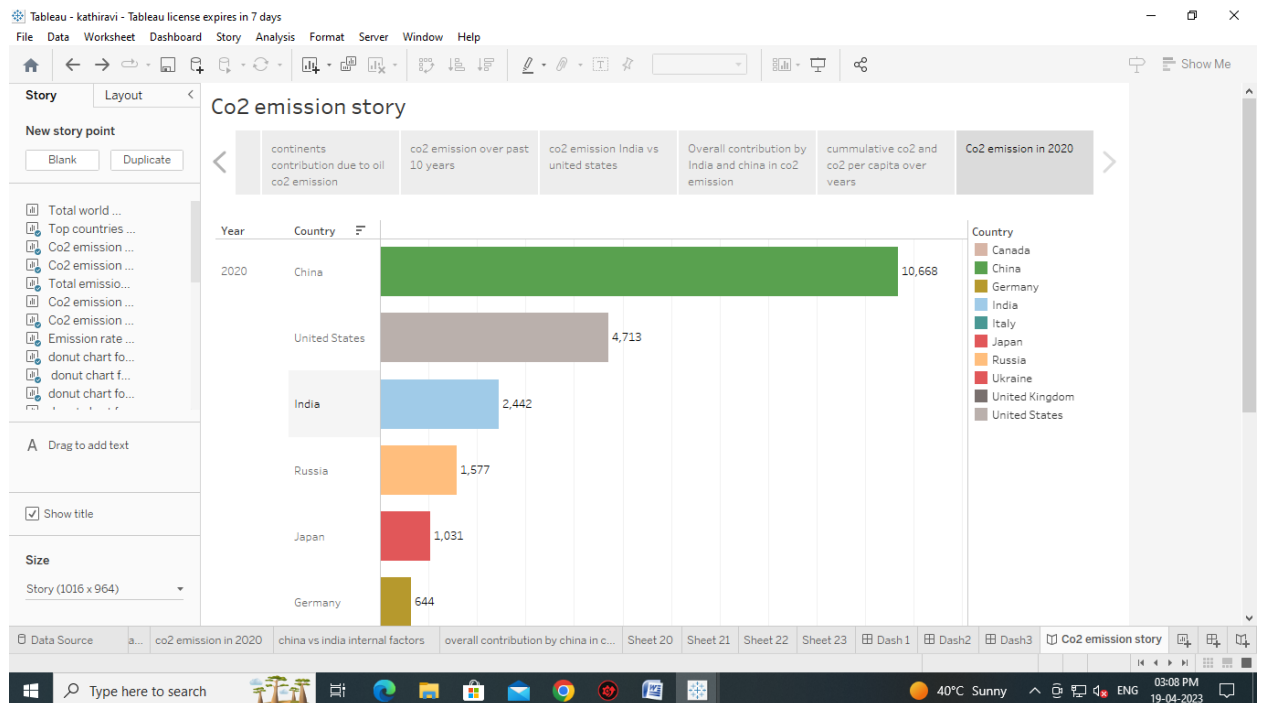 Tableau - kathiravi - Tableau license expires in 7 days
File Data Worksheet Dashboard Story Analysis Format Server Window Help
Show Me
Story Layout
New story point
Blank Duplicate
Total world ...
Top countries ...
Co2 emission ...
Co2 emission ...
Total emissio...
Co2 emission ...
Co2 emission ...
Emission rate ...
donut chart fo...
donut chart f...
donut chart fo...
A Drag to add text
Show title
Size
Story (1016 x 964)
Co2 emission story
continents
contribution due to oil
co2 emission
co2 emission over past
10 years
co2 emission India vs
united states
Overall contribution by
India and china in co2
emission
cummulative co2 and
co2 per capita over
years
Co2 emission in 2020
Year Country
2020 China 10,668
United States 4,713
India 2,442
Russia 1,577
Japan 1,031
Germany 644
Country
Canada
China
Germany
India
Italy
Japan
Russia
Ukraine
United Kingdom
United States
Data Source a... co2 emission in 2020 china vs india internal factors overall contribution by china in c... Sheet 20 Sheet 21 Sheet 22 Sheet 23 Dash 1 Dash2 Dash3 Co2 emission story
Type here to search 40°C Sunny ENG 03:08 PM
19-04-2023